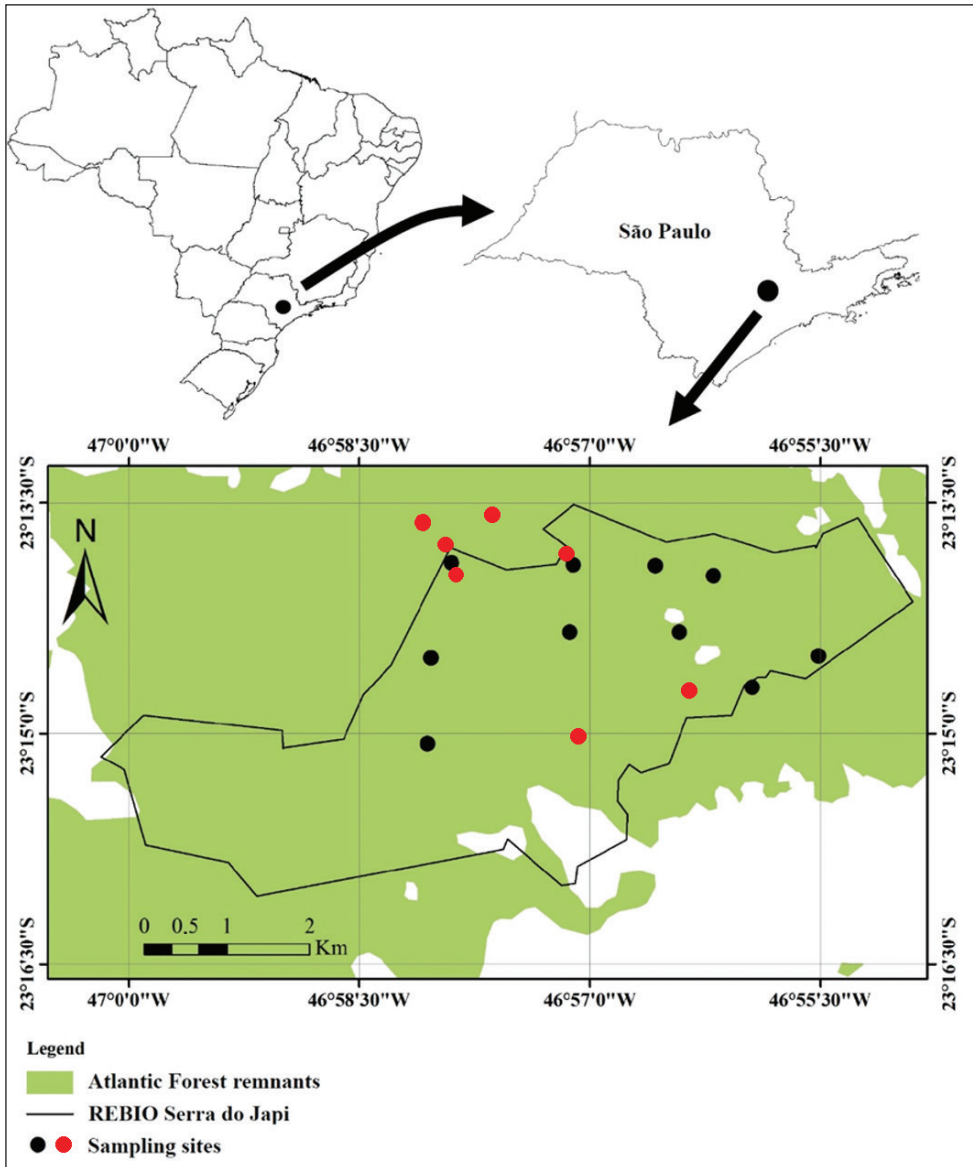 São Paulo
47°0'0"W 46°58'30"W 46°57'0"W 46°55'30"W
23°13'30"S 23°13'30"S
N
23°15'0"S 23°15'0"S
0 0.5 1 2
Km
23°16'30"S 23°16'30"S
47°0'0"W 46°58'30"W 46°57'0"W 46°55'30"W
Legend
Atlantic Forest remnants
REBIO Serra do Japi
Sampling sites